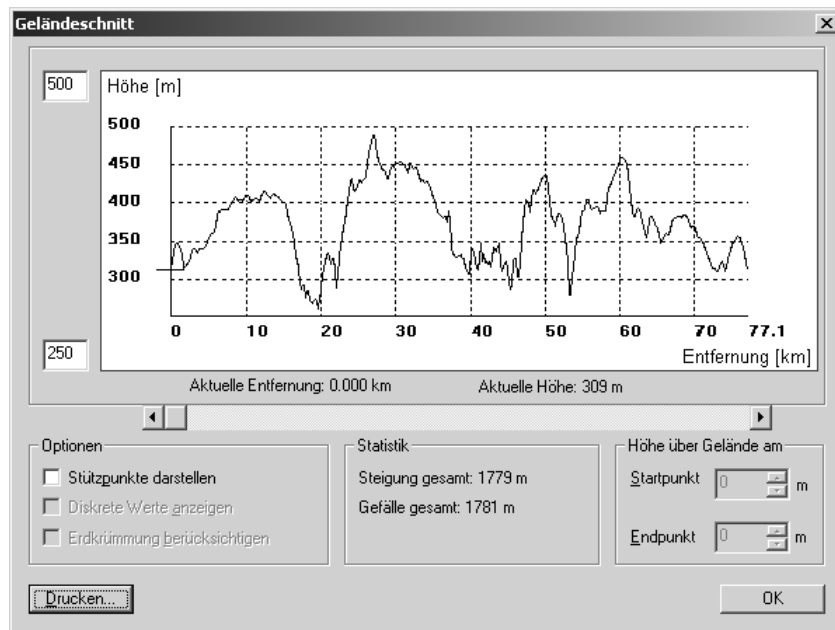 Geländeschnitt
500
Höhe [m]
500
450
400
350
300
0 10 20 30 40 50 60 70 77.1
250
Entfernung [km]
Aktuelle Entfernung: 0.000 km Aktuelle Höhe: 309 m
Optionen
Stützpunkte darstellen
Diskrete Werte anzeigen
Erdkrümmung berücksichtigen
Statistik
Steigung gesamt: 1779 m
Gefälle gesamt: 1781 m
Höhe über Gelände am
Startpunkt 0 m
Endpunkt 0 m
Drucken...
OK